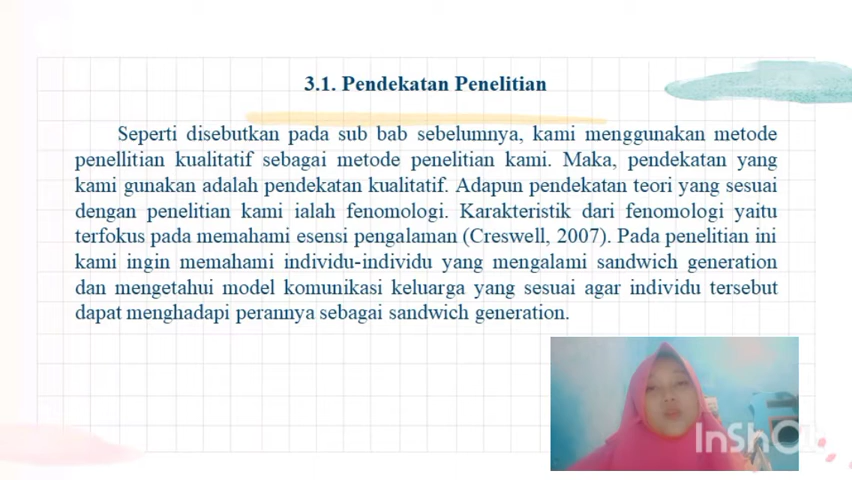 3.1. Pendekatan Penelitian
Seperti disebutkan pada sub bab sebelumnya, kami menggunakan metode
penellitian kualitatif sebagai metode penelitian kami. Maka, pendekatan yang
kami gunakan adalah pendekatan kualitatif. Adapun pendekatan teori yang sesuai
dengan penelitian kami ialah fenomologi. Karakteristik dari fenomologi yaitu
terfokus pada memahami esensi pengalaman (Creswell, 2007). Pada penelitian ini
kami ingin memahami individu-individu yang mengalami sandwich generation
dan mengetahui model komunikasi keluarga yang sesuai agar individu tersebut
dapat menghadapi perannya sebagai sandwich generation.